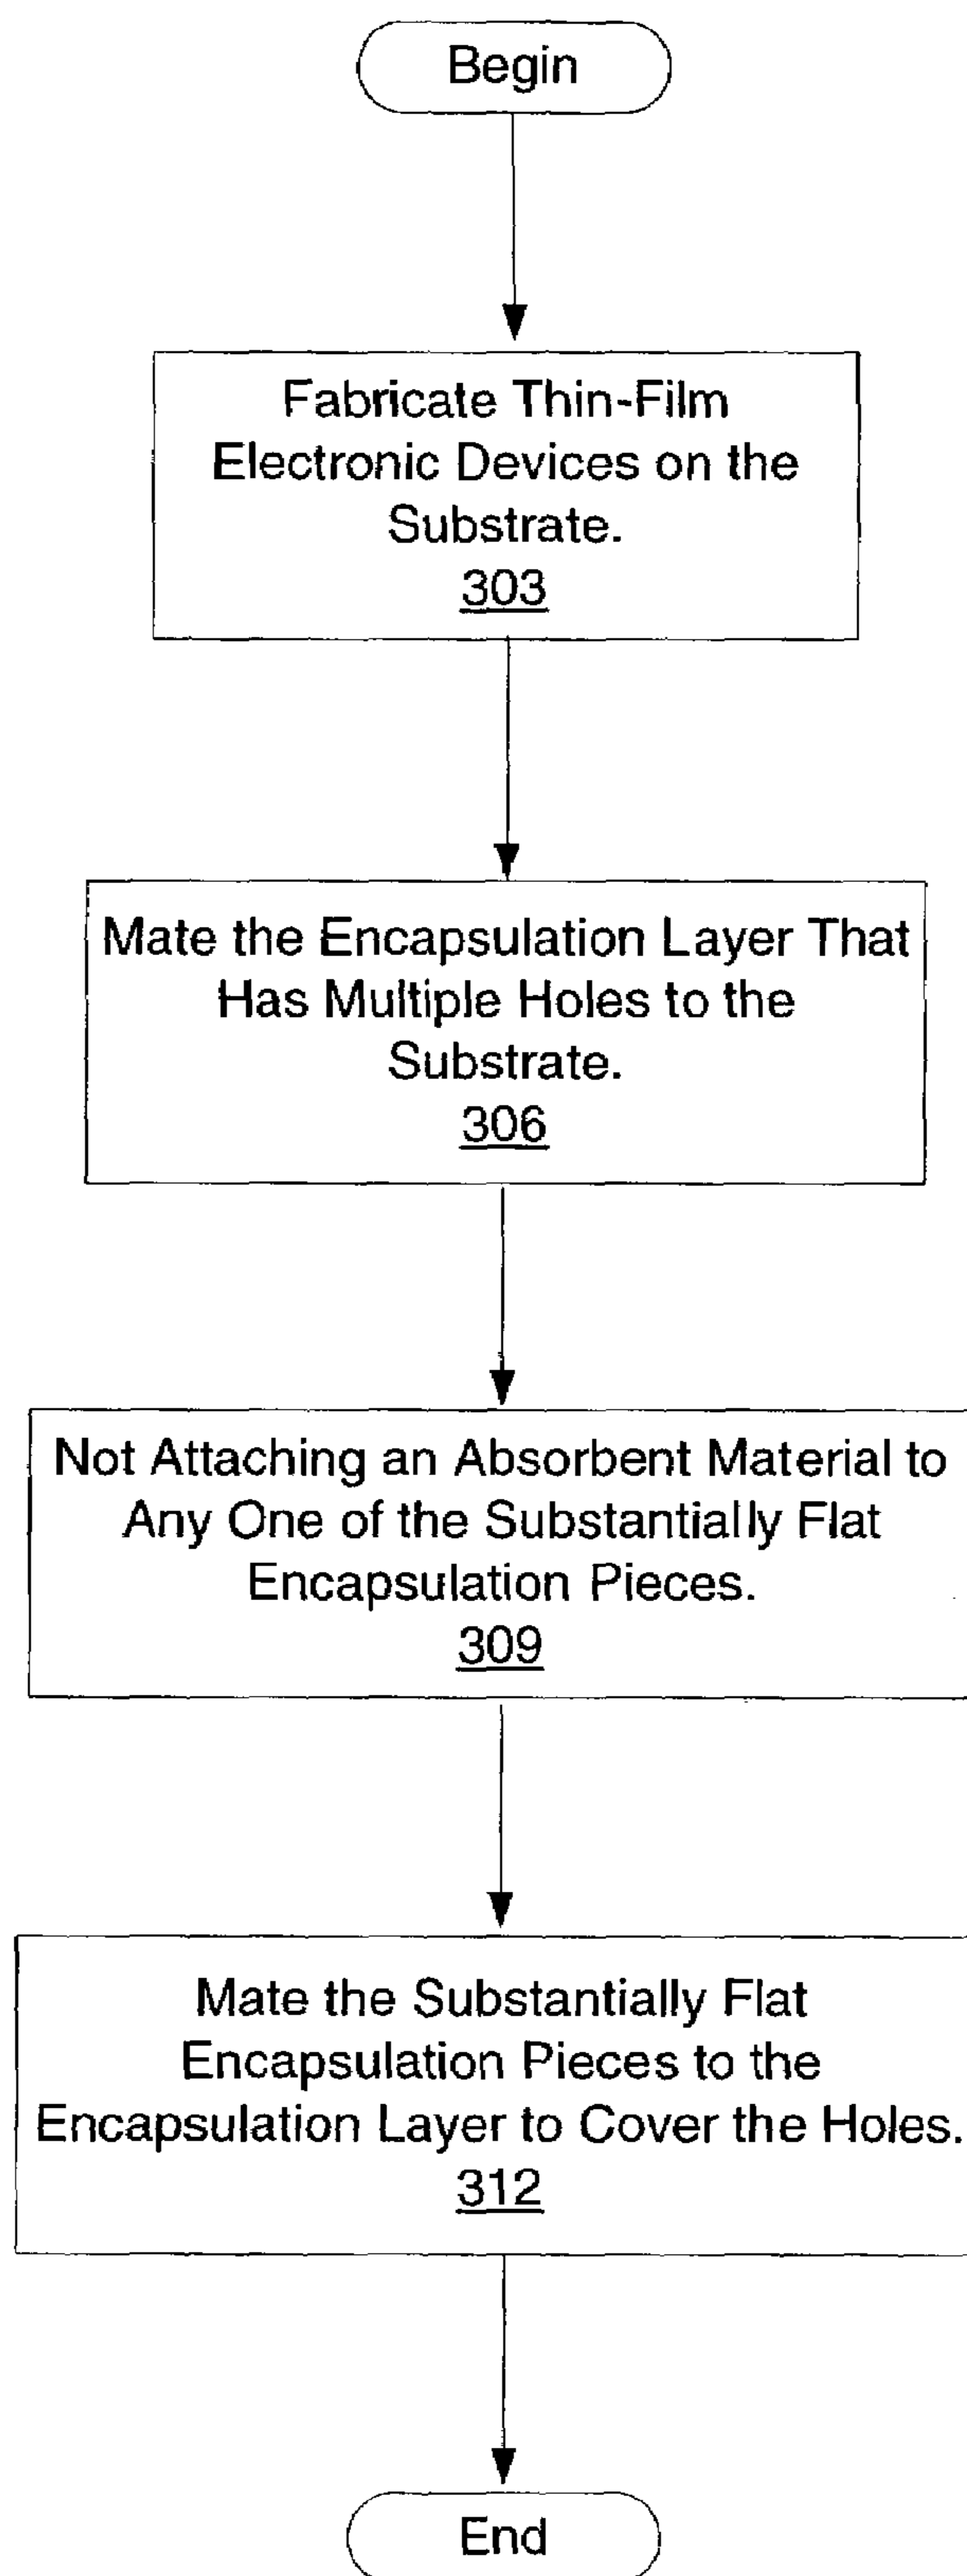 Begin
Fabricate Thin-Film
Electronic Devices on the
Substrate.
303
Mate the Encapsulation Layer That
Has Multiple Holes to the
Substrate.
306
Not Attaching an Absorbent Material to
Any One of the Substantially Flat
Encapsulation Pieces.
309
Mate the Substantially Flat
Encapsulation Pieces to the
Encapsulation Layer to Cover the Holes.
312
End